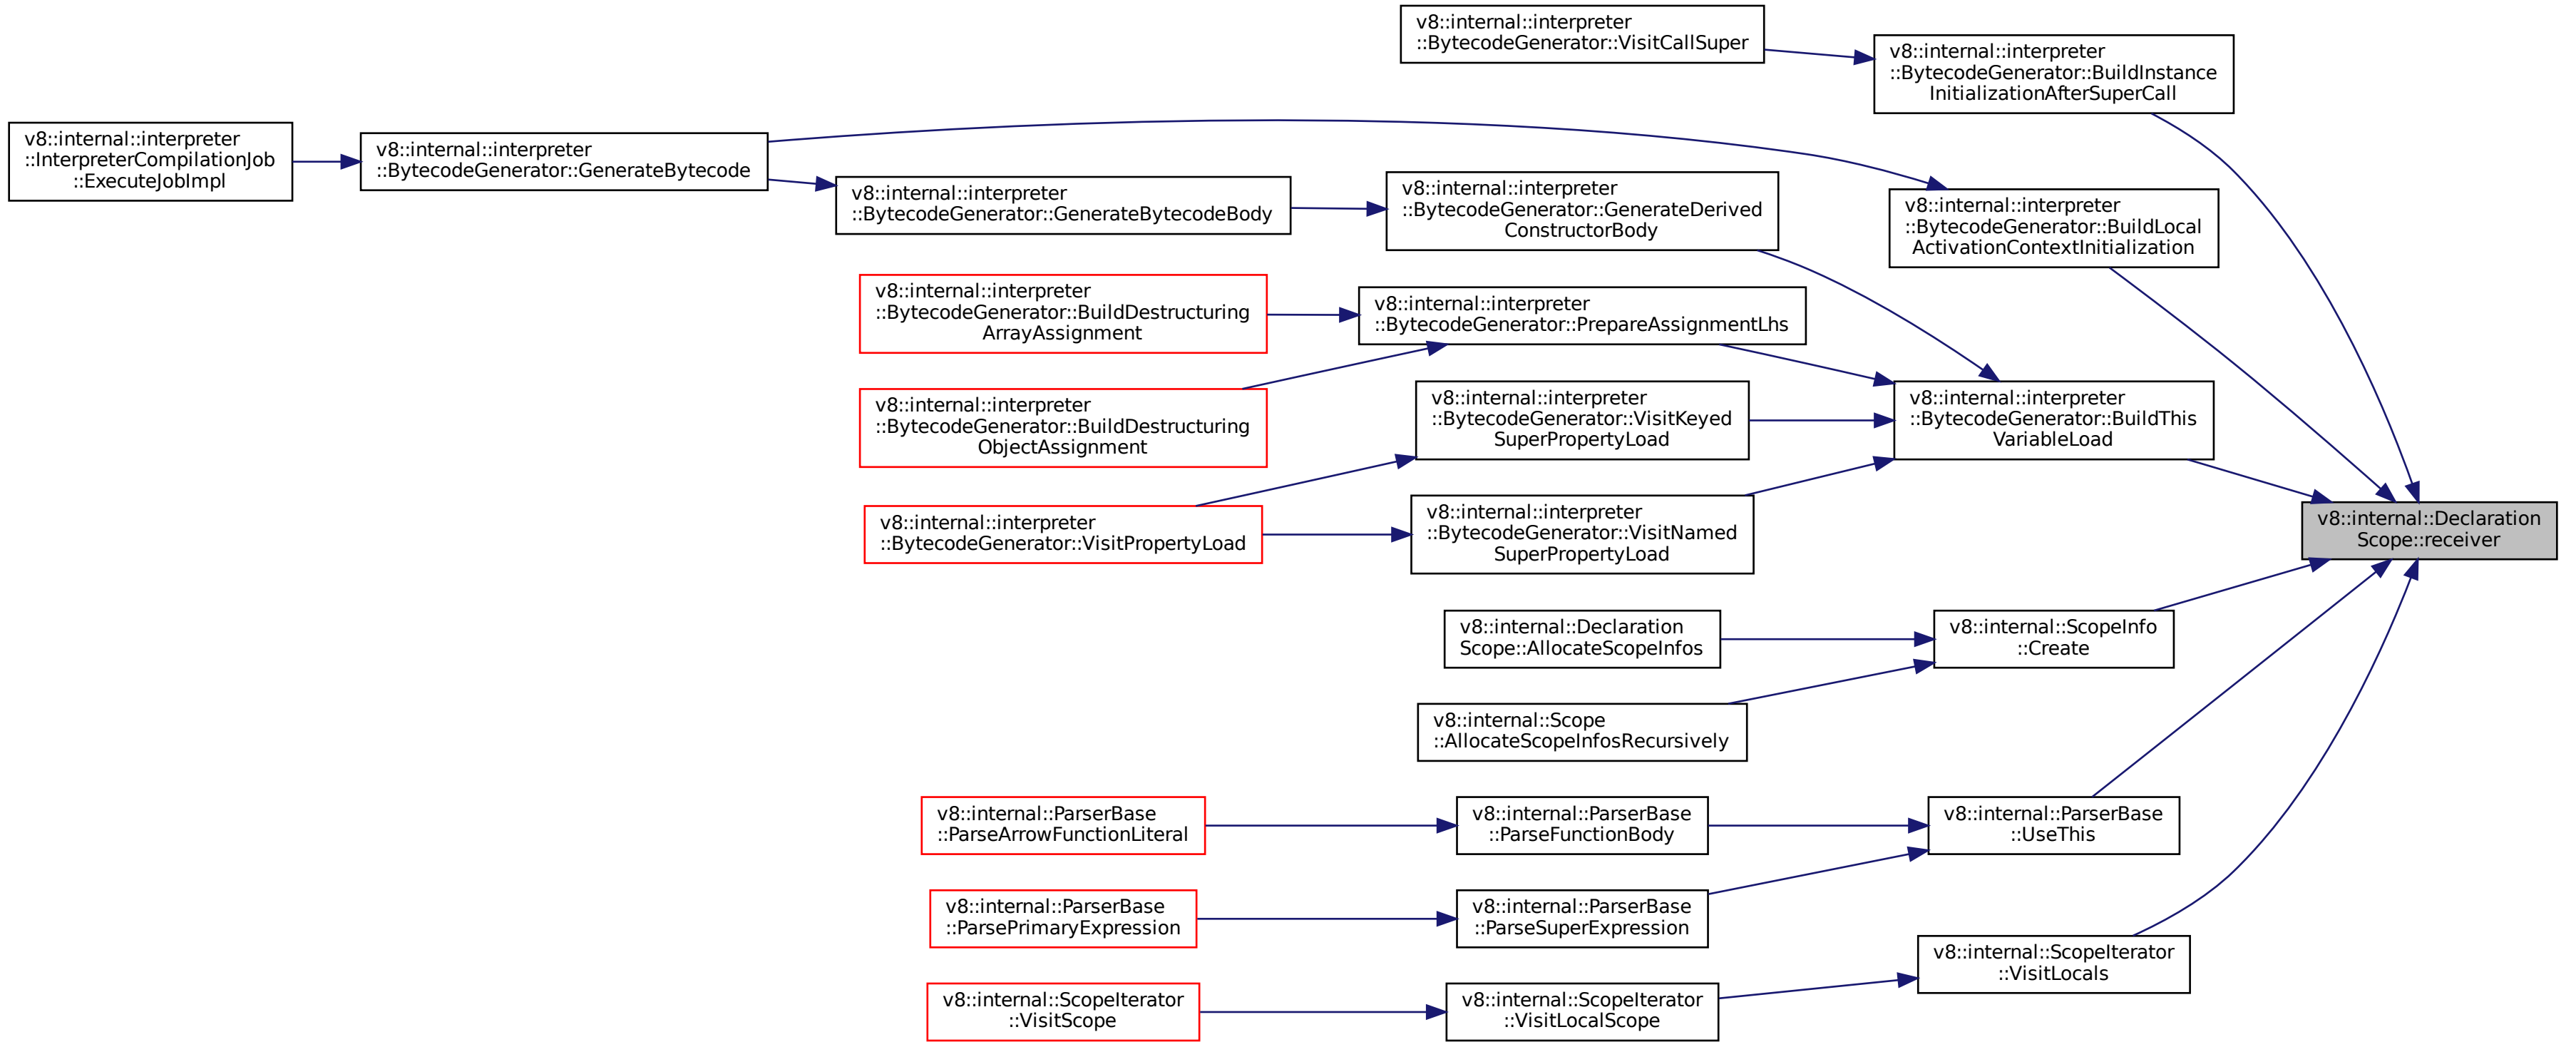 v8::internal::interpreter
::BytecodeGenerator::VisitCallSuper
v8::internal::interpreter
::BytecodeGenerator::BuildInstance
InitializationAfterSuperCall
v8::internal::interpreter
::InterpreterCompilationJob
::ExecuteJobImpl
v8::internal::interpreter
::BytecodeGenerator::GenerateBytecode
v8::internal::interpreter
::BytecodeGenerator::GenerateBytecodeBody
v8::internal::interpreter
::BytecodeGenerator::GenerateDerived
ConstructorBody
v8::internal::interpreter
::BytecodeGenerator::BuildLocal
ActivationContextInitialization
v8::internal::interpreter
::BytecodeGenerator::BuildDestructuring
ArrayAssignment
v8::internal::interpreter
::BytecodeGenerator::PrepareAssignmentLhs
v8::internal::interpreter
::BytecodeGenerator::BuildDestructuring
ObjectAssignment
v8::internal::interpreter
::BytecodeGenerator::VisitKeyed
SuperPropertyLoad
v8::internal::interpreter
::BytecodeGenerator::BuildThis
VariableLoad
v8::internal::interpreter
::BytecodeGenerator::VisitPropertyLoad
v8::internal::interpreter
::BytecodeGenerator::VisitNamed
SuperPropertyLoad
v8::internal::Declaration
Scope::receiver
v8::internal::Declaration
Scope::AllocateScopeInfos
v8::internal::ScopeInfo
::Create
v8::internal::Scope
::AllocateScopeInfosRecursively
v8::internal::ParserBase
::ParseArrowFunctionLiteral
v8::internal::ParserBase
::ParseFunctionBody
v8::internal::ParserBase
::UseThis
v8::internal::ParserBase
::ParsePrimaryExpression
v8::internal::ParserBase
::ParseSuperExpression
v8::internal::ScopeIterator
::VisitLocals
v8::internal::ScopeIterator
::VisitScope
v8::internal::ScopeIterator
::VisitLocalScope